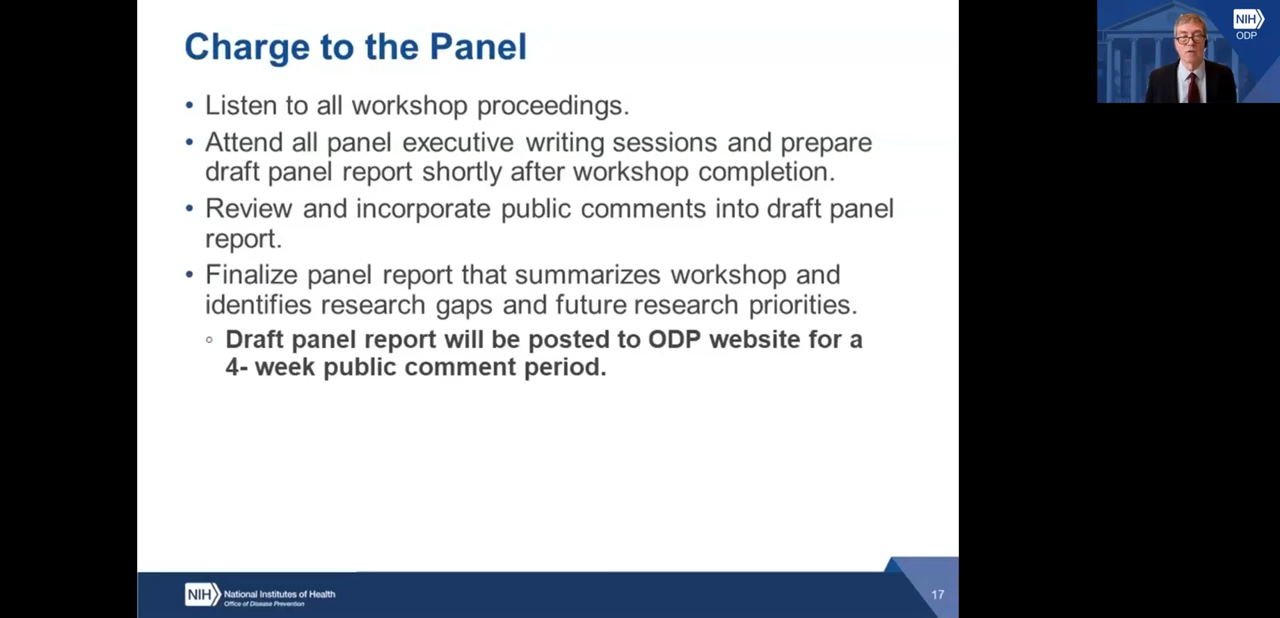 Charge to the Panel
• Listen to all workshop proceedings.
• Attend all panel executive writing sessions and prepare
draft panel report shortly after workshop completion.
• Review and incorporate public comments into draft panel
report.
• Finalize panel report that summarizes workshop and
identifies research gaps and future research priorities.
◦ Draft panel report will be posted to ODP website for a
4- week public comment period.
NIH National Institutes of Health
Office of Disease Prevention
17
NIH
ODP